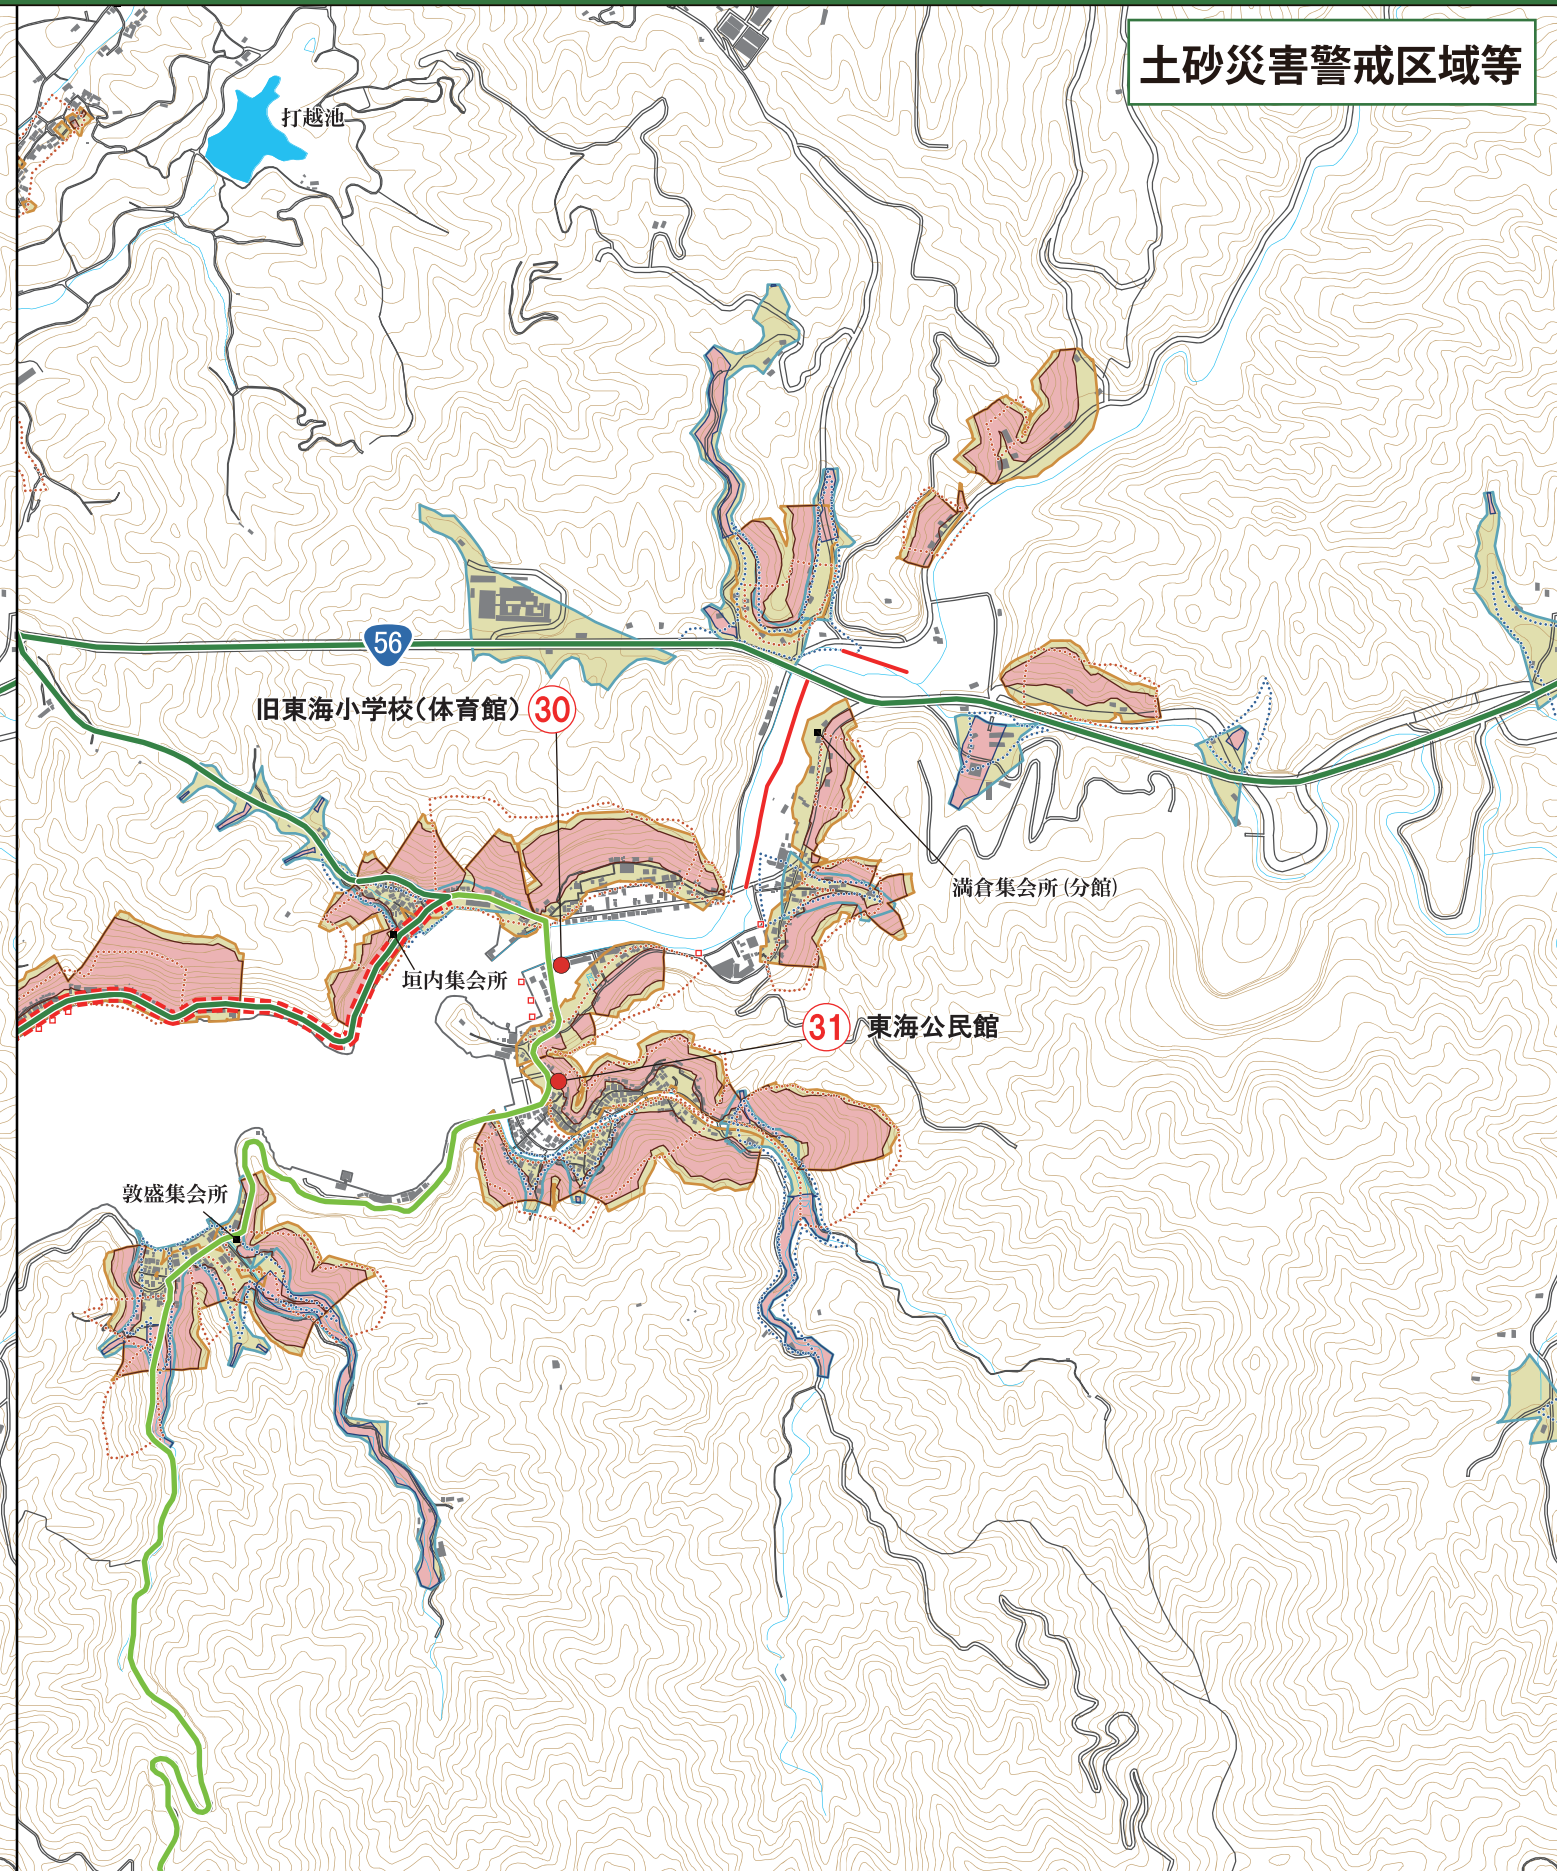 土砂災害警戒区域等
打越池
56
旧東海小学校(体育館)
30
満倉集会所(分館)
垣内集会所
31
東海公民館
敦盛集会所